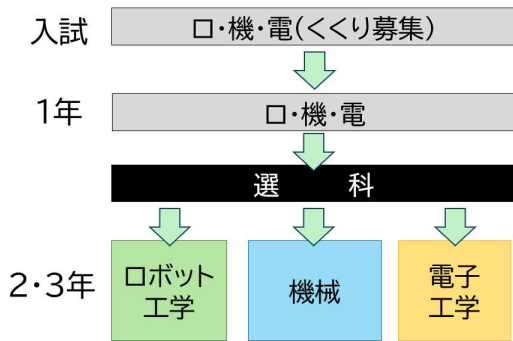 入試
ロ・機・電(くくり募集)
1年
ロ・機・電
選　科
2・3年
ロボット
工学
機械
電子
工学